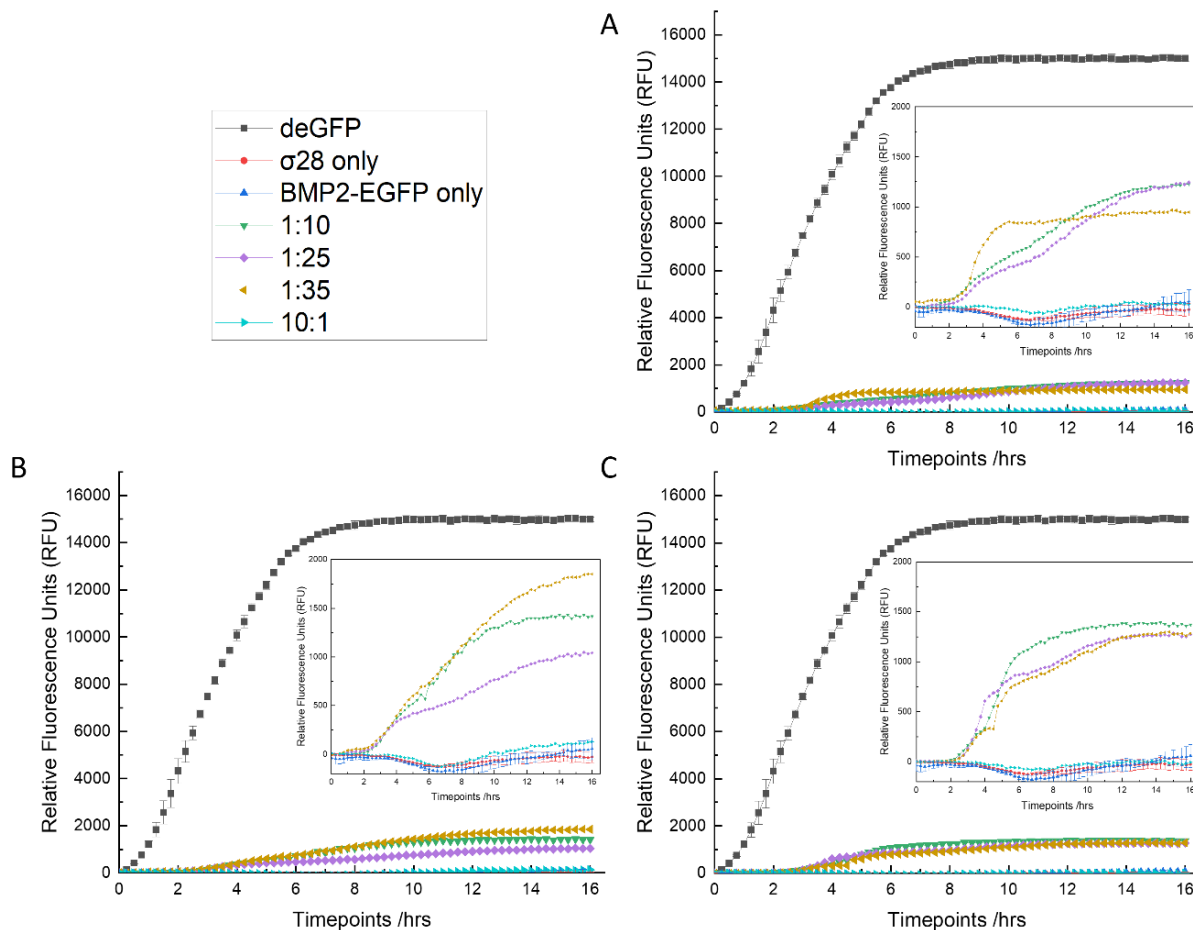 deGFP
σ28 only
BMP2-EGFP only
1:10
1:25
1:35
10:1
A
Relative Fluorescence Units (RFU)
16000
14000
12000
10000
8000
6000
4000
2000
0
0 2 4 6 8 10 12 14 16
Timepoints /hrs
Relative Fluorescence Units (RFU)
2000
1500
1000
500
0
0 2 4 6 8 10 12 14 16
Timepoints /hrs
B
Relative Fluorescence Units (RFU)
16000
14000
12000
10000
8000
6000
4000
2000
0
0 2 4 6 8 10 12 14 16
Timepoints /hrs
Relative Fluorescence Units (RFU)
2000
1750
1500
1250
1000
750
500
250
0
0 2 4 6 8 10 12 14 16
Timepoints /hrs
C
Relative Fluorescence Units (RFU)
16000
14000
12000
10000
8000
6000
4000
2000
0
0 2 4 6 8 10 12 14 16
Timepoints /hrs
Relative Fluorescence Units (RFU)
2000
1500
1000
500
0
0 2 4 6 8 10 12 14 16
Timepoints /hrs